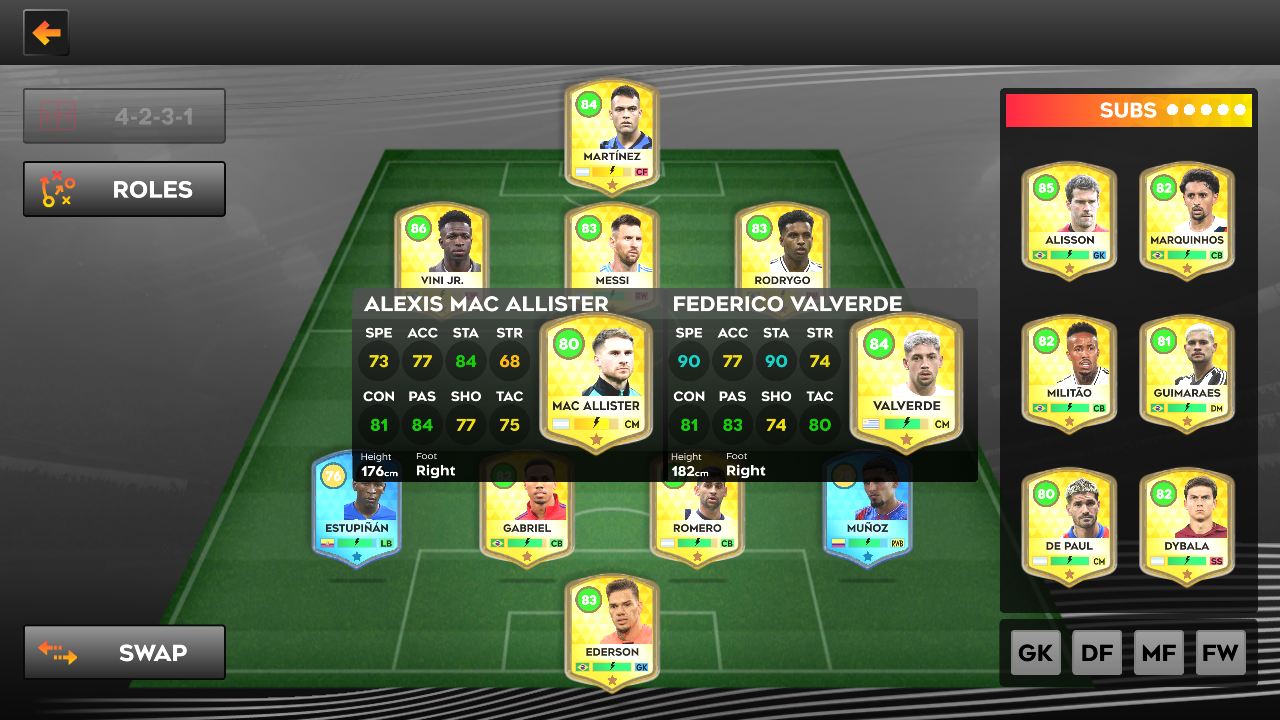 4-2-3-1
ROLES
84
MARTÍNEZ
CF
86
VINI JR.
83
MESSI
RW
83
RODRYGO
ALEXIS MAC ALLISTER
SPE ACC STA STR
73 77 84 68
CON PAS SHO TAC
81 84 77 75
Height Foot
176cm Right
80
MAC ALLISTER
CM
FEDERICO VALVERDE
SPE ACC STA STR
90 77 90 74
CON PAS SHO TAC
81 83 74 80
Height Foot
182cm Right
84
VALVERDE
CM
76
ESTUPIÑÁN
LB
GABRIEL
CB
ROMERO
CB
MUÑOZ
RWB
83
EDERSON
GK
SWAP
SUBS
85
ALISSON
GK
82
MARQUINHOS
CB
82
MILITÃO
CB
81
GUIMARAES
DM
80
DE PAUL
CM
82
DYBALA
SS
GK DF MF FW